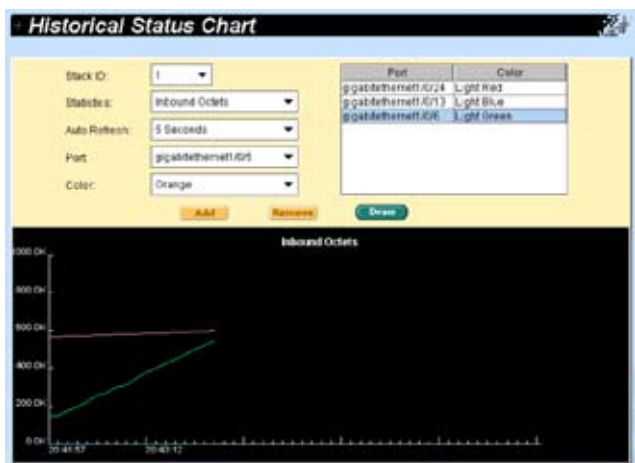 Historical Status Chart
Stack ID: 1
Statistics: Inbound Octets
Auto Refresh: 5 Seconds
Port: gigabitethernet1/0/5
Color: Orange
Port Color
gigabitethernet1/0/24 Light Red
gigabitethernet1/0/13 Light Blue
gigabitethernet1/0/6 Light Green
Add Remove Draw
Inbound Octets
1000.0K
800.0K
600.0K
400.0K
200.0K
0.0K
20:41:57 20:43:12